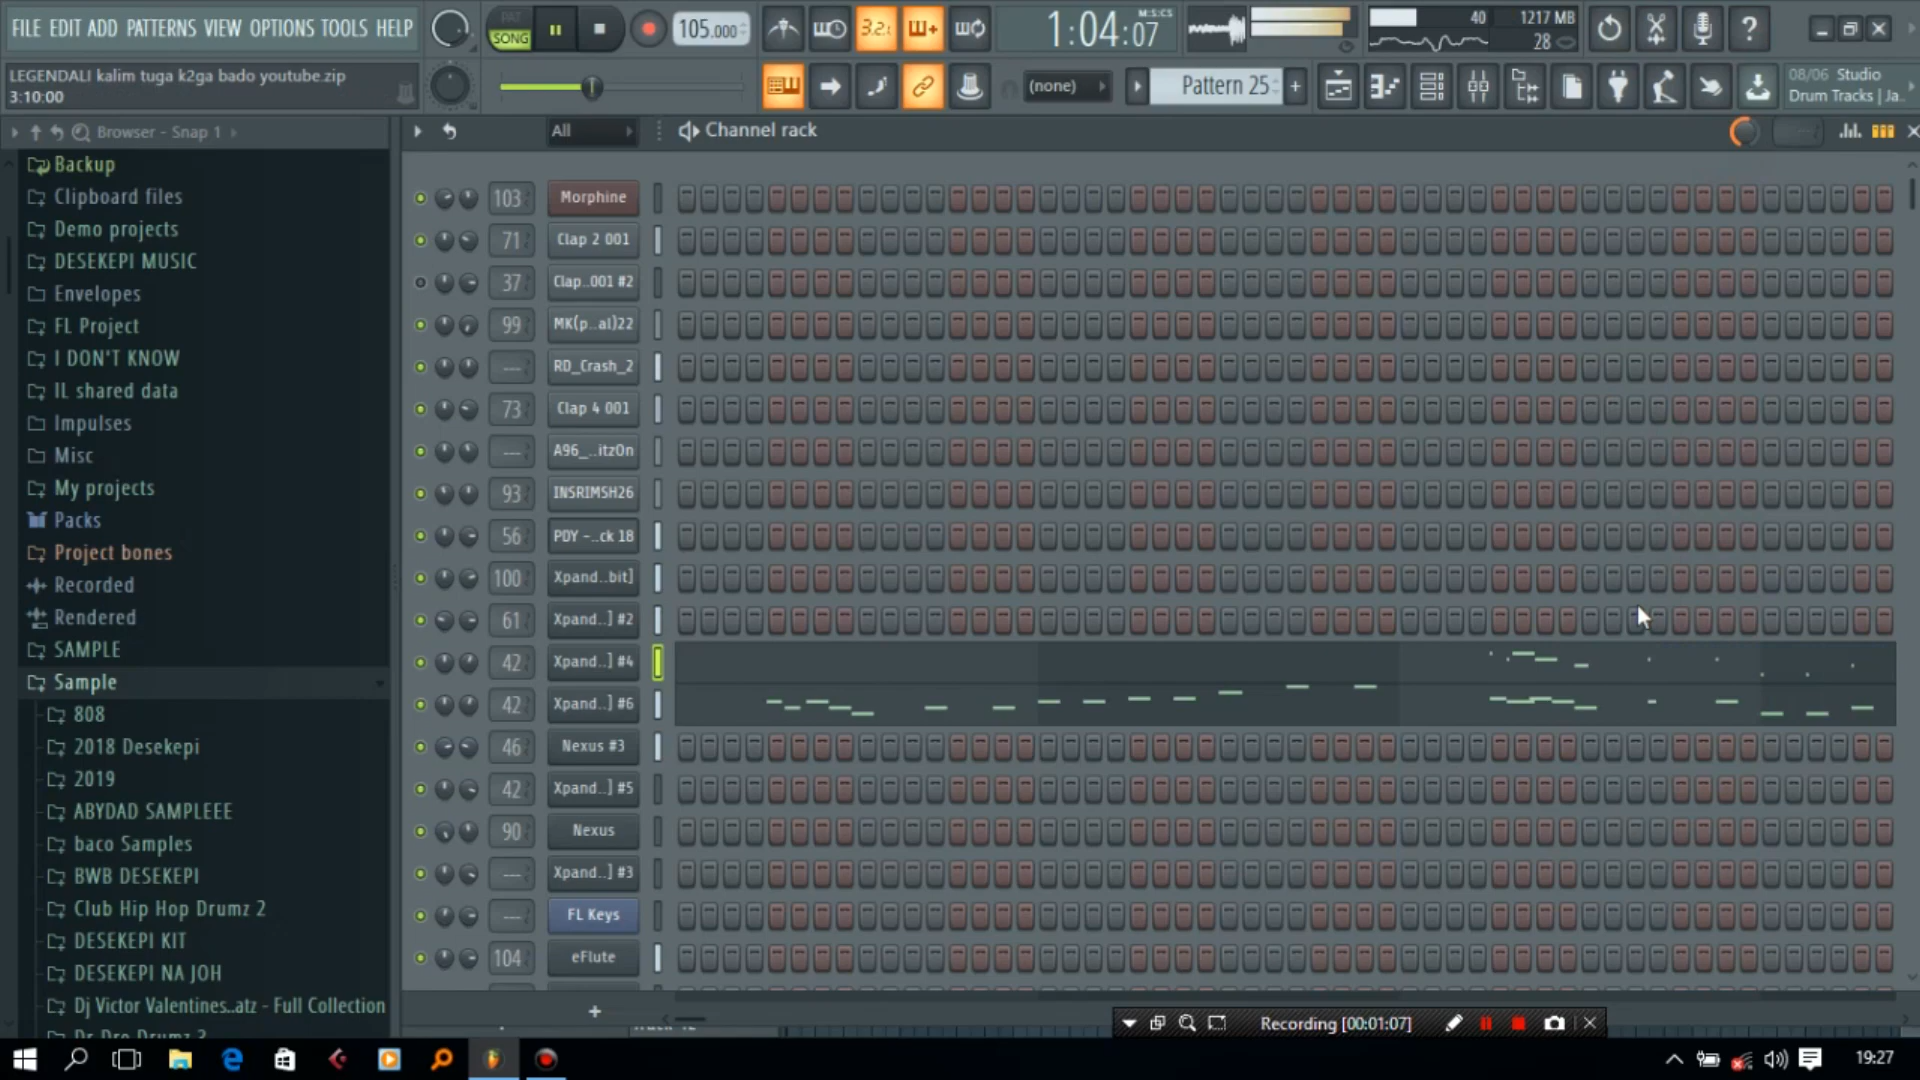 FILE EDIT ADD PATTERNS VIEW OPTIONS TOOLS HELP
PAT
SONG
105.000
3.2.
1:04:07
M:S:CS
40
1217 MB
28
LEGENDALI kalim tuga k2ga bado youtube.zip
3:10:00
(none)
Pattern 25
08/06 Studio
Drum Tracks | Ja..
Browser - Snap 1
All
Channel rack
Backup
Clipboard files
Demo projects
DESEKEPI MUSIC
Envelopes
FL Project
I DON'T KNOW
IL shared data
Impulses
Misc
My projects
Packs
Project bones
Recorded
Rendered
SAMPLE
Sample
808
2018 Desekepi
2019
ABYDAD SAMPLEEE
baco Samples
BWB DESEKEPI
Club Hip Hop Drumz 2
DESEKEPI KIT
DESEKEPI NA JOH
Dj Victor Valentines..atz - Full Collection
103 Morphine
71 Clap 2 001
37 Clap..001 #2
99 MK(p..al)22
--- RD_Crash_2
73 Clap 4 001
--- A96_..itzOn
93 INSRIMSH26
56 PDY -..ck 18
100 Xpand..bit]
61 Xpand..] #2
42 Xpand..] #4
42 Xpand..] #6
46 Nexus #3
42 Xpand..] #5
90 Nexus
--- Xpand..] #3
--- FL Keys
104 eFlute
Recording [00:01:07]
19:27